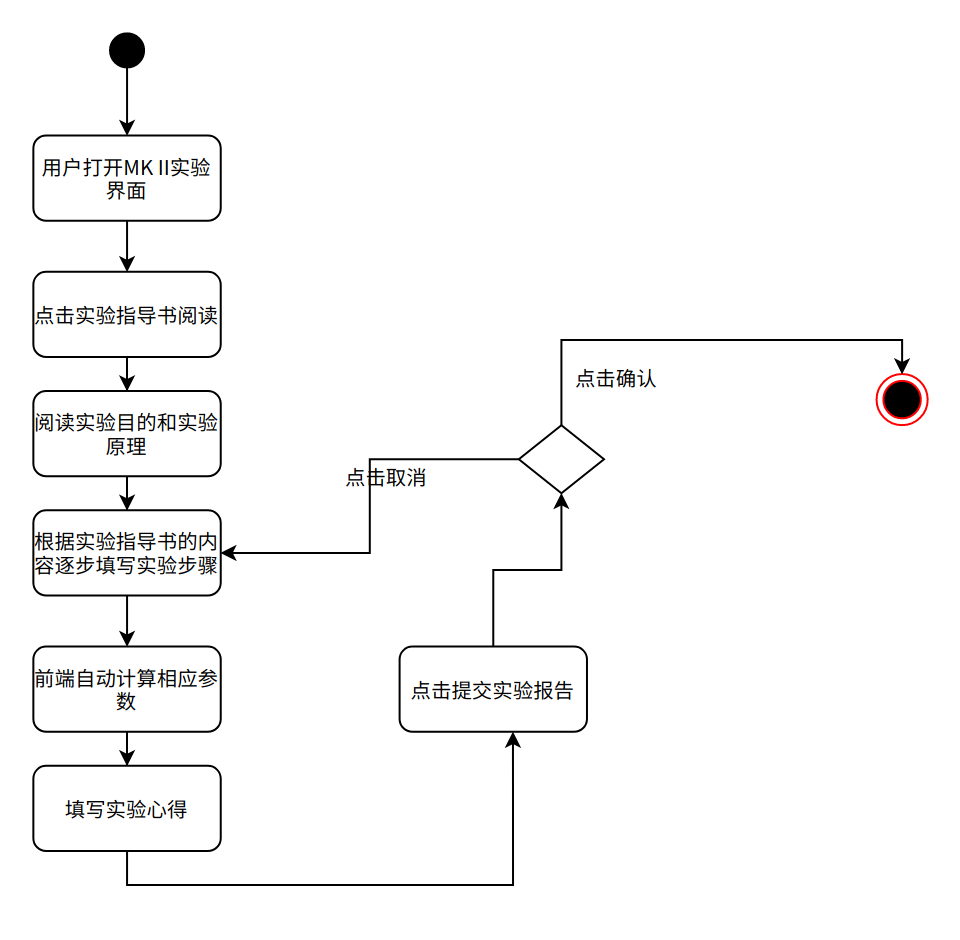 用户打开MK II实验
界面
点击实验指导书阅读
阅读实验目的和实验
原理
根据实验指导书的内
容逐步填写实验步骤
前端自动计算相应参
数
填写实验心得
点击提交实验报告
点击取消
点击确认